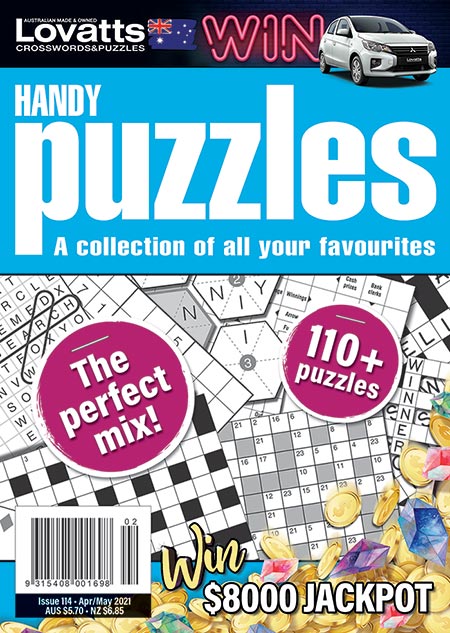 AUSTRALIAN MADE & OWNED
Lovatts
CROSSWORDS&PUZZLES
WIN
Lovatts
HANDY
puzzles
A collection of all your favourites
The
perfect
mix!
110+
puzzles
Cash
prizes
Bank
clerks
Winnings
Arrow
WINNER
02
9 315408 001698
Issue 114 • Apr/May 2021
AUS $5.70 • NZ $6.85
Win
$8000 JACKPOT